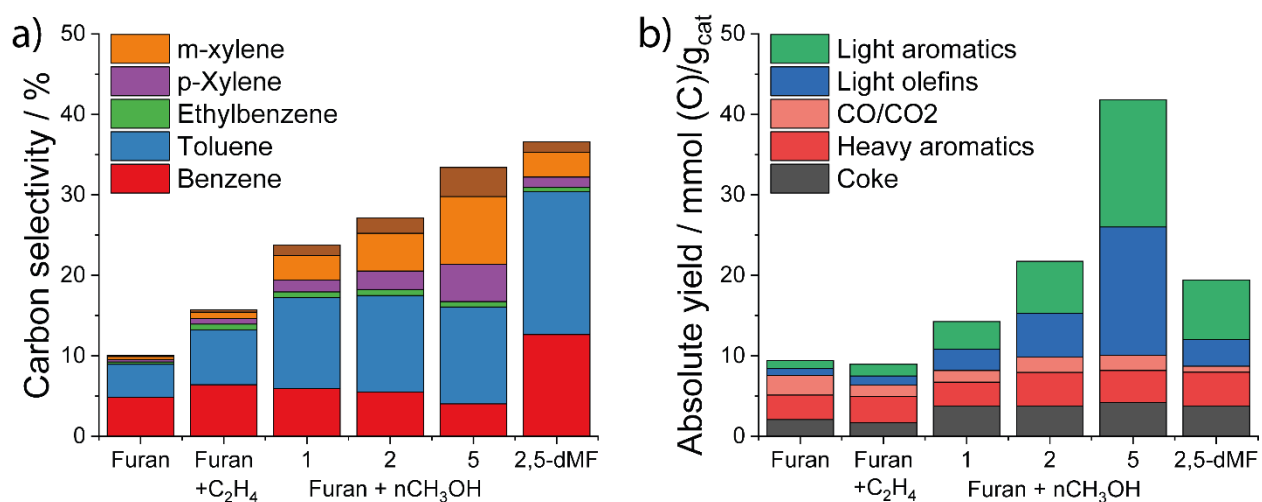 a)
Carbon selectivity / %
50
40
30
20
10
0
m-xylene
p-Xylene
Ethylbenzene
Toluene
Benzene
Furan
Furan
+C₂H₄
1
2
5
Furan + nCH₃OH
2,5-dMF
b)
Absolute yield / mmol (C)/g_cat
50
40
30
20
10
0
Light aromatics
Light olefins
CO/CO2
Heavy aromatics
Coke
Furan
Furan
+C₂H₄
1
2
5
Furan + nCH₃OH
2,5-dMF